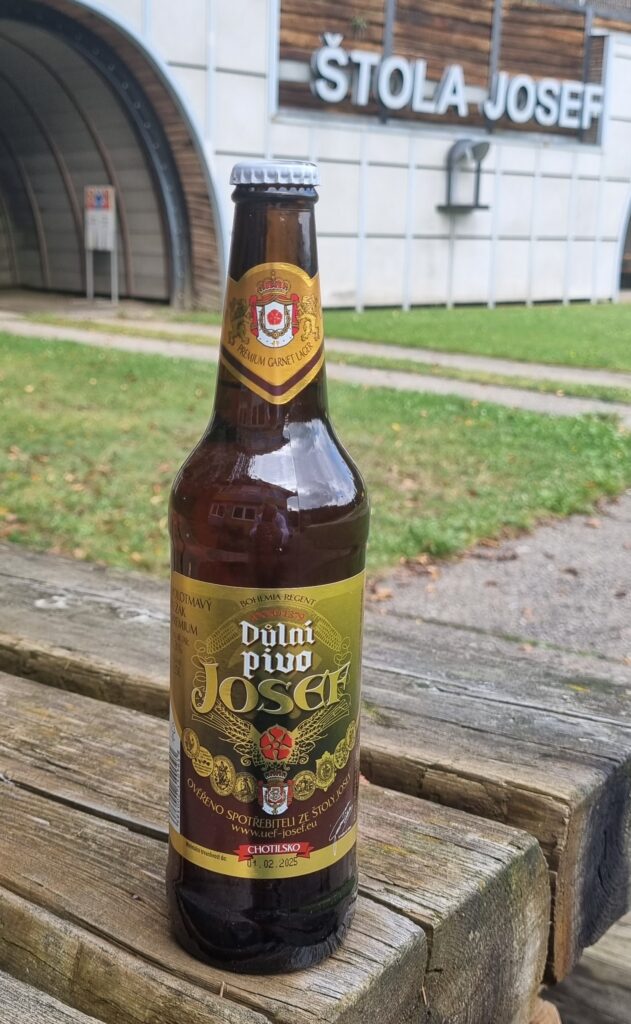 ŠTOLA JOSEF
PREMIUM GARNET LAGER
BOHEMIA REGENT
Důlní
pivo
JOSEF
OVĚŘENO SPOTŘEBITELI ZE ŠTOLY JOSEF
www.uef-josef.eu
CHOTILSKO
01.02.2025